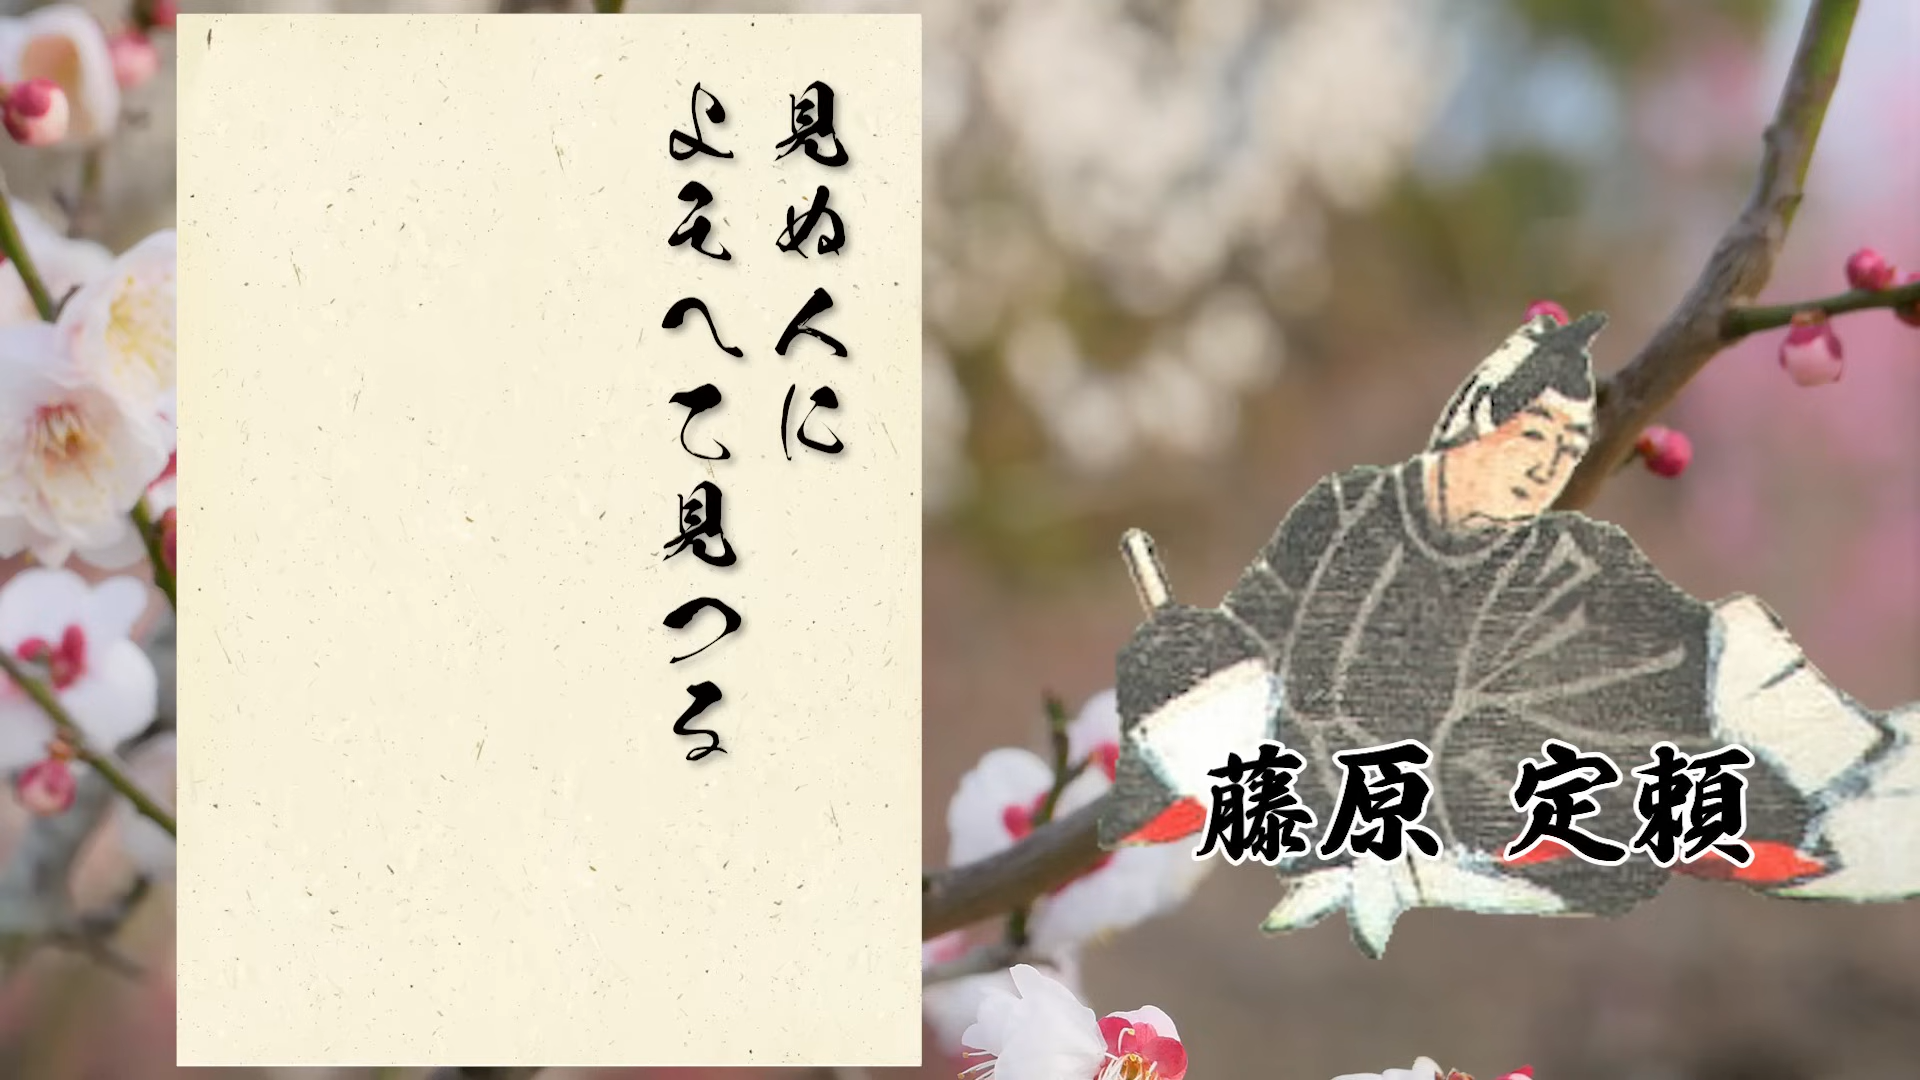 見ぬ人に
よそへて見つる
藤原 定頼